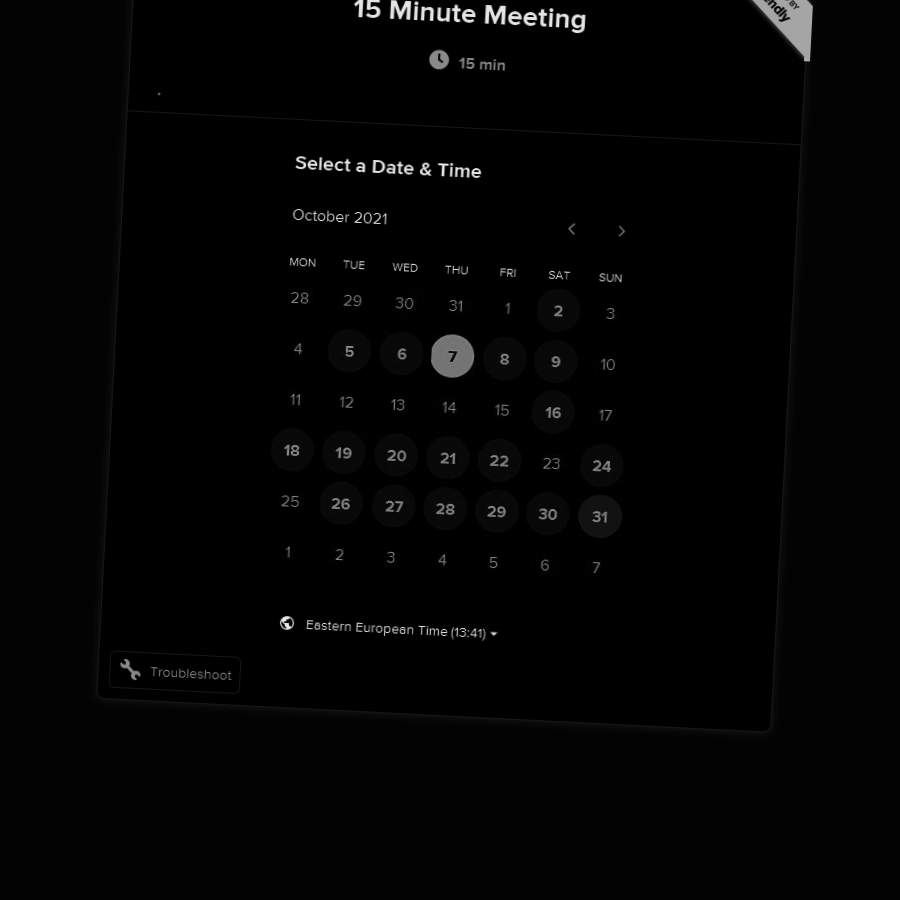 15 Minute Meeting
15 min
Select a Date & Time
October 2021
MON TUE WED THU FRI SAT SUN
28 29 30 31 1 2 3
4 5 6 7 8 9 10
11 12 13 14 15 16 17
18 19 20 21 22 23 24
25 26 27 28 29 30 31
1 2 3 4 5 6 7
Eastern European Time (13:41)
Troubleshoot